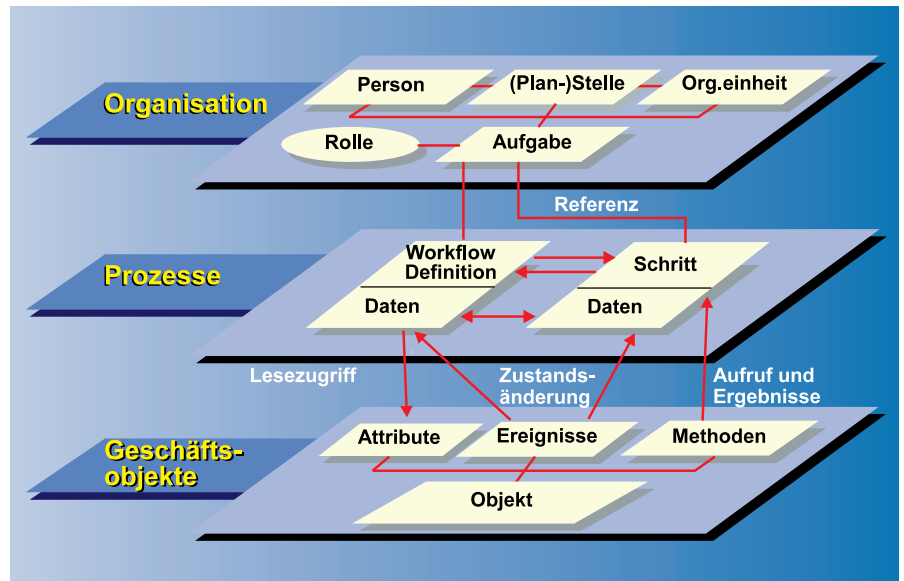 Organisation
Person
(Plan-)Stelle
Org.einheit
Rolle
Aufgabe
Referenz
Prozesse
Workflow
Definition
Daten
Schritt
Daten
Lesezugriff
Zustands-
änderung
Aufruf und
Ergebnisse
Geschäfts-
objekte
Attribute
Ereignisse
Methoden
Objekt